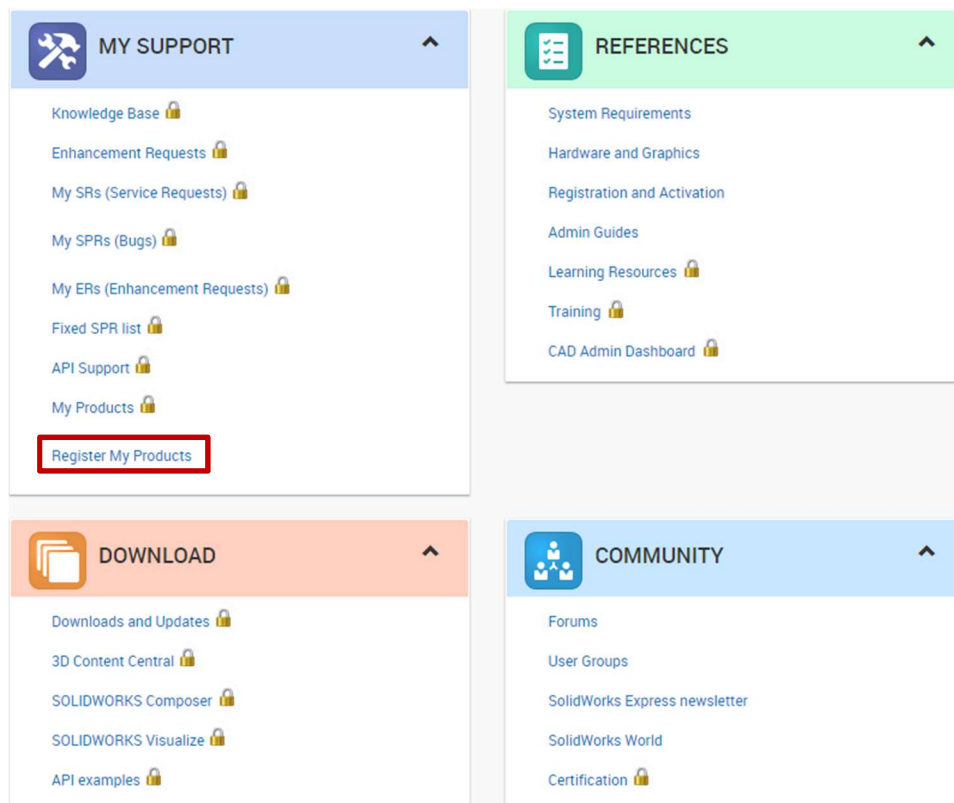 MY SUPPORT
Knowledge Base
Enhancement Requests
My SRs (Service Requests)
My SPRs (Bugs)
My ERs (Enhancement Requests)
Fixed SPR list
API Support
My Products
Register My Products
REFERENCES
System Requirements
Hardware and Graphics
Registration and Activation
Admin Guides
Learning Resources
Training
CAD Admin Dashboard
DOWNLOAD
Downloads and Updates
3D Content Central
SOLIDWORKS Composer
SOLIDWORKS Visualize
API examples
COMMUNITY
Forums
User Groups
SolidWorks Express newsletter
SolidWorks World
Certification